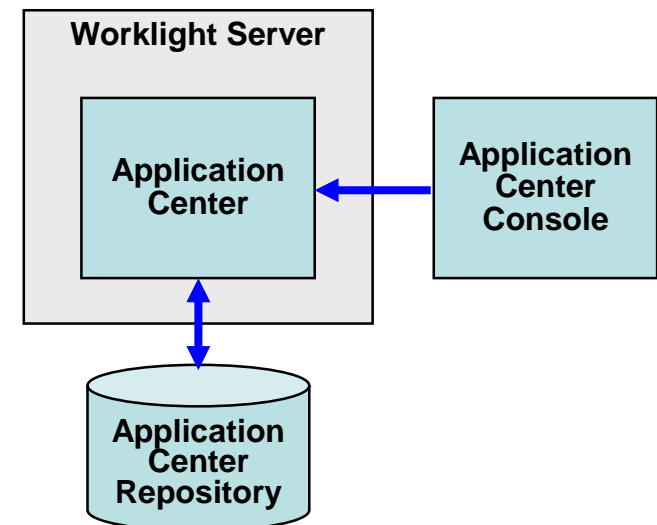 Worklight Server
Application
Center
Application
Center
Console
Application
Center
Repository